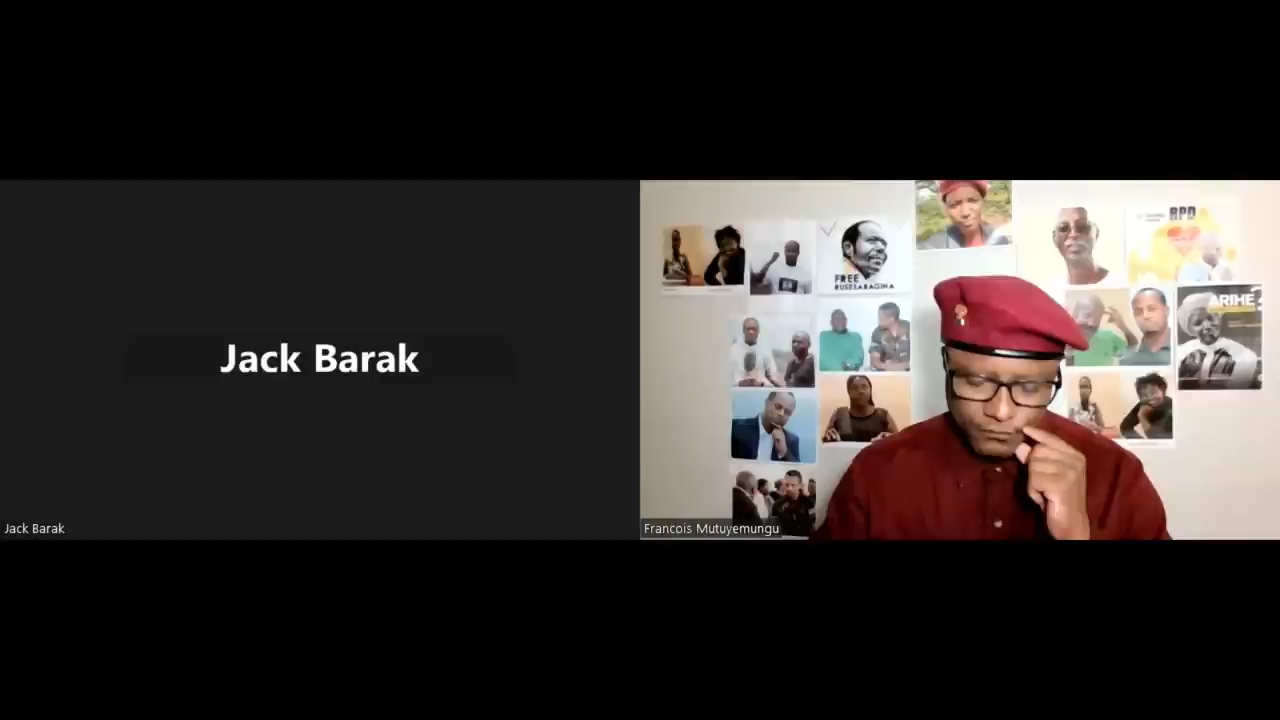 Jack Barak
Jack Barak
FREE
RUSESABAGINA
RPD
ARIHE
Francois Mutuyemungu